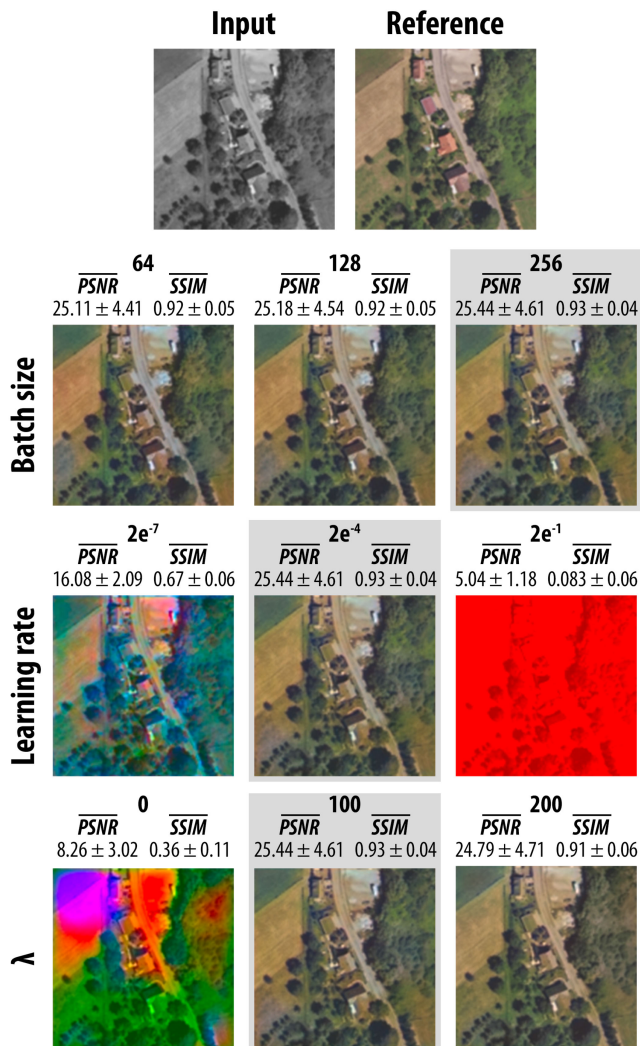 Input Reference
64 128 256
PSNR SSIM PSNR SSIM PSNR SSIM
25.11 ± 4.41 0.92 ± 0.05 25.18 ± 4.54 0.92 ± 0.05 25.44 ± 4.61 0.93 ± 0.04
Batch size
2e-7 2e-4 2e-1
PSNR SSIM PSNR SSIM PSNR SSIM
16.08 ± 2.09 0.67 ± 0.06 25.44 ± 4.61 0.93 ± 0.04 5.04 ± 1.18 0.083 ± 0.06
Learning rate
0 100 200
PSNR SSIM PSNR SSIM PSNR SSIM
8.26 ± 3.02 0.36 ± 0.11 25.44 ± 4.61 0.93 ± 0.04 24.79 ± 4.71 0.91 ± 0.06
λ